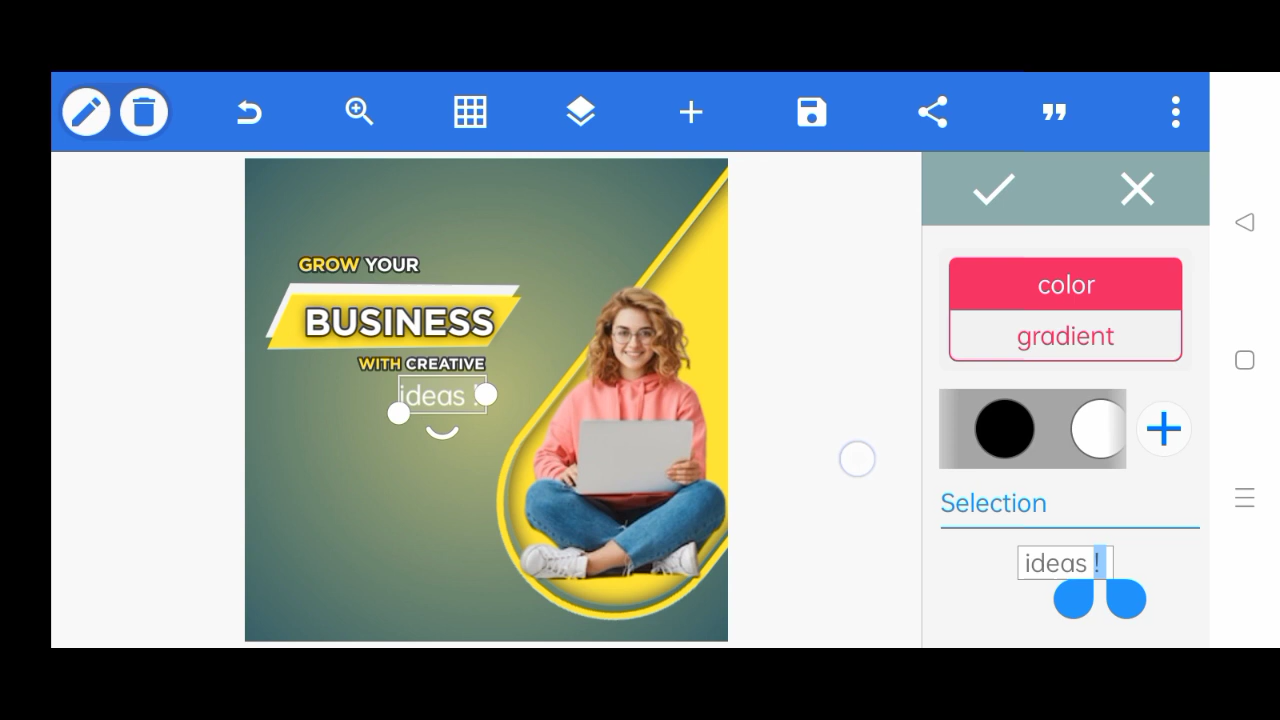 GROW YOUR
BUSINESS
WITH CREATIVE
ideas !
color
gradient
Selection
ideas !